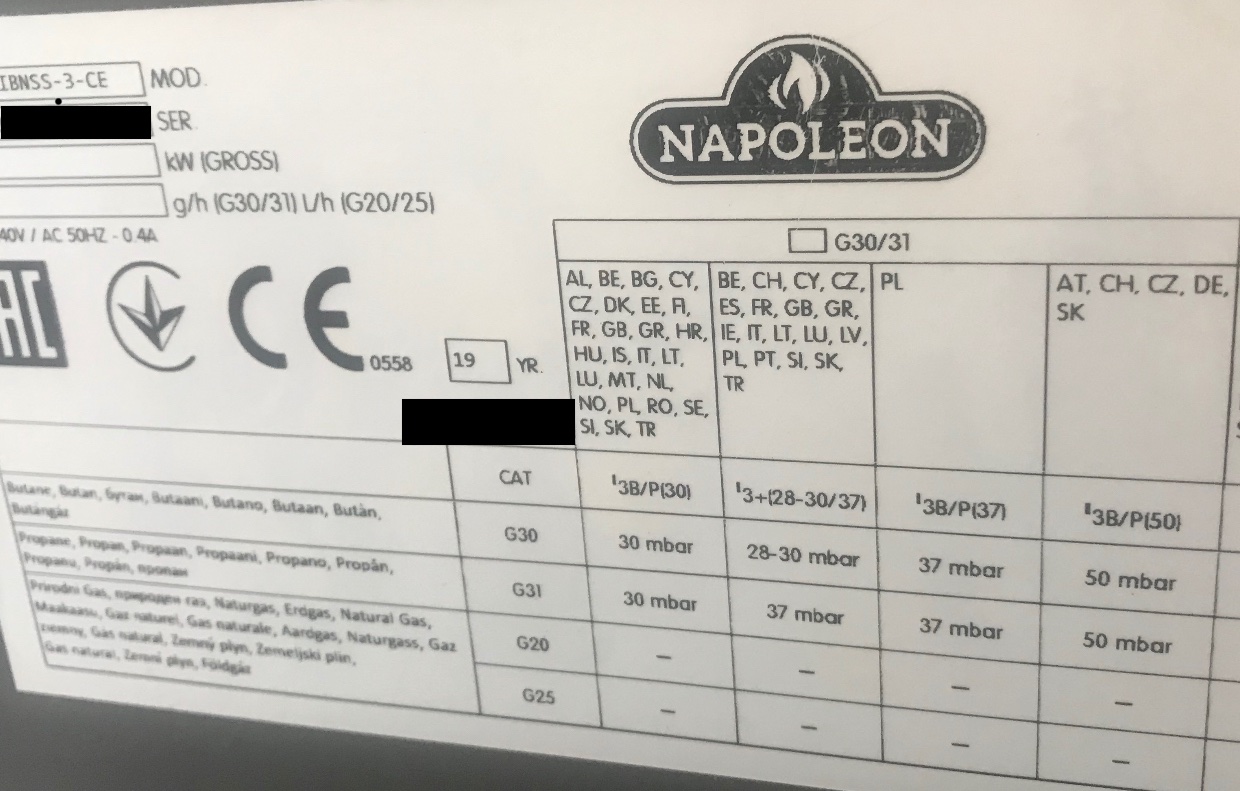 IBNSS-3-CE MOD.
SER.
kW (GROSS)
g/h (G30/31) L/h (G20/25)
40V / AC 50HZ - 0.4A
NAPOLEON
EAC
CE 0558
19 YR.
G30/31
AL, BE, BG, CY,
CZ, DK, EE, FI,
FR, GB, GR, HR,
HU, IS, IT, LT,
LU, MT, NL,
NO, PL, RO, SE,
SI, SK, TR
BE, CH, CY, CZ,
ES, FR, GB, GR,
IE, IT, LT, LU, LV,
PL, PT, SI, SK,
TR
PL
AT, CH, CZ, DE,
SK
CAT I3B/P(30) I3+(28-30/37) I3B/P(37) I3B/P(50)
Butane, Butan, бутан, Butaani, Butano, Butaan, Butàn,
Butángáz
G30 30 mbar 28-30 mbar 37 mbar 50 mbar
Propane, Propan, Propaan, Propaani, Propano, Propân,
Propanu, Propán, пропан
G31 30 mbar 37 mbar 37 mbar 50 mbar
Prirodni Gas, природен газ, Naturgas, Erdgas, Natural Gas,
Maakaasu, Gaz naturel, Gas naturale, Aardgas, Naturgass, Gaz
ziemny, Gás natural, Zemný plyn, Zemeljski plin,
Gas natural, Zemní plyn, Földgáz
G20 – – – –
G25 – – – –